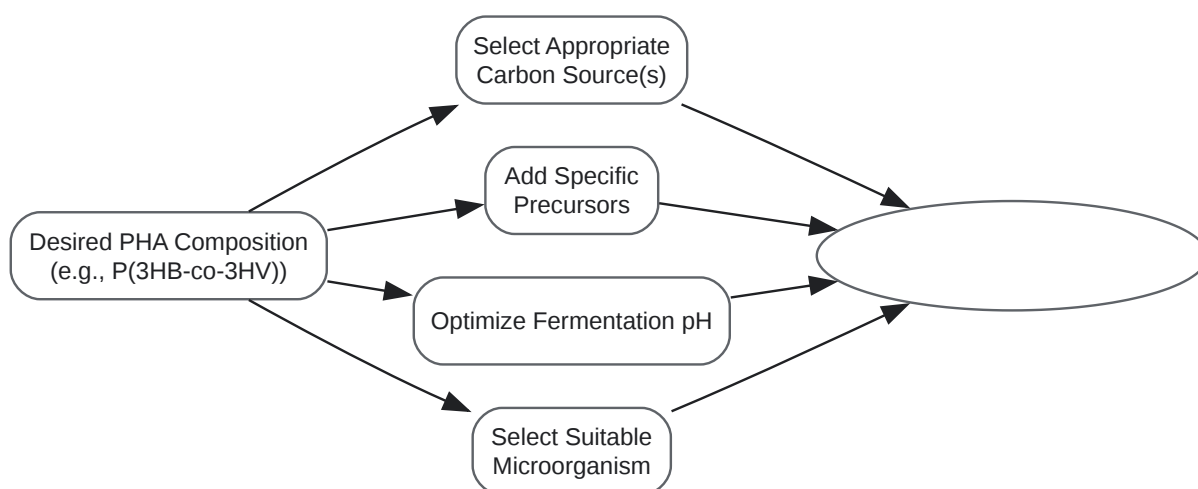 Select Appropriate
Carbon Source(s)
Add Specific
Precursors
Desired PHA Composition
(e.g., P(3HB-co-3HV))
Optimize Fermentation pH
Select Suitable
Microorganism